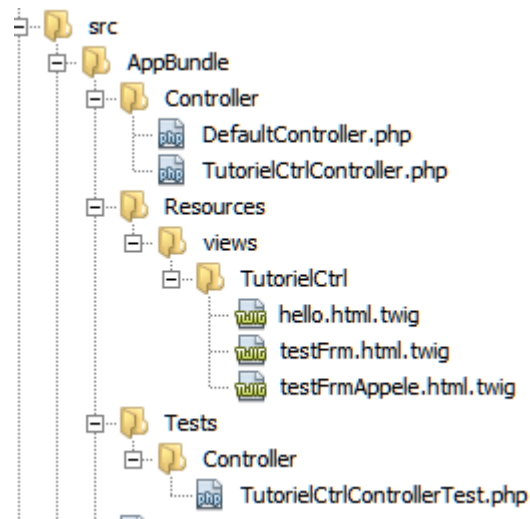 src
AppBundle
Controller
DefaultController.php
TutorielCtrlController.php
Resources
views
TutorielCtrl
hello.html.twig
testFrm.html.twig
testFrmAppele.html.twig
Tests
Controller
TutorielCtrlControllerTest.php